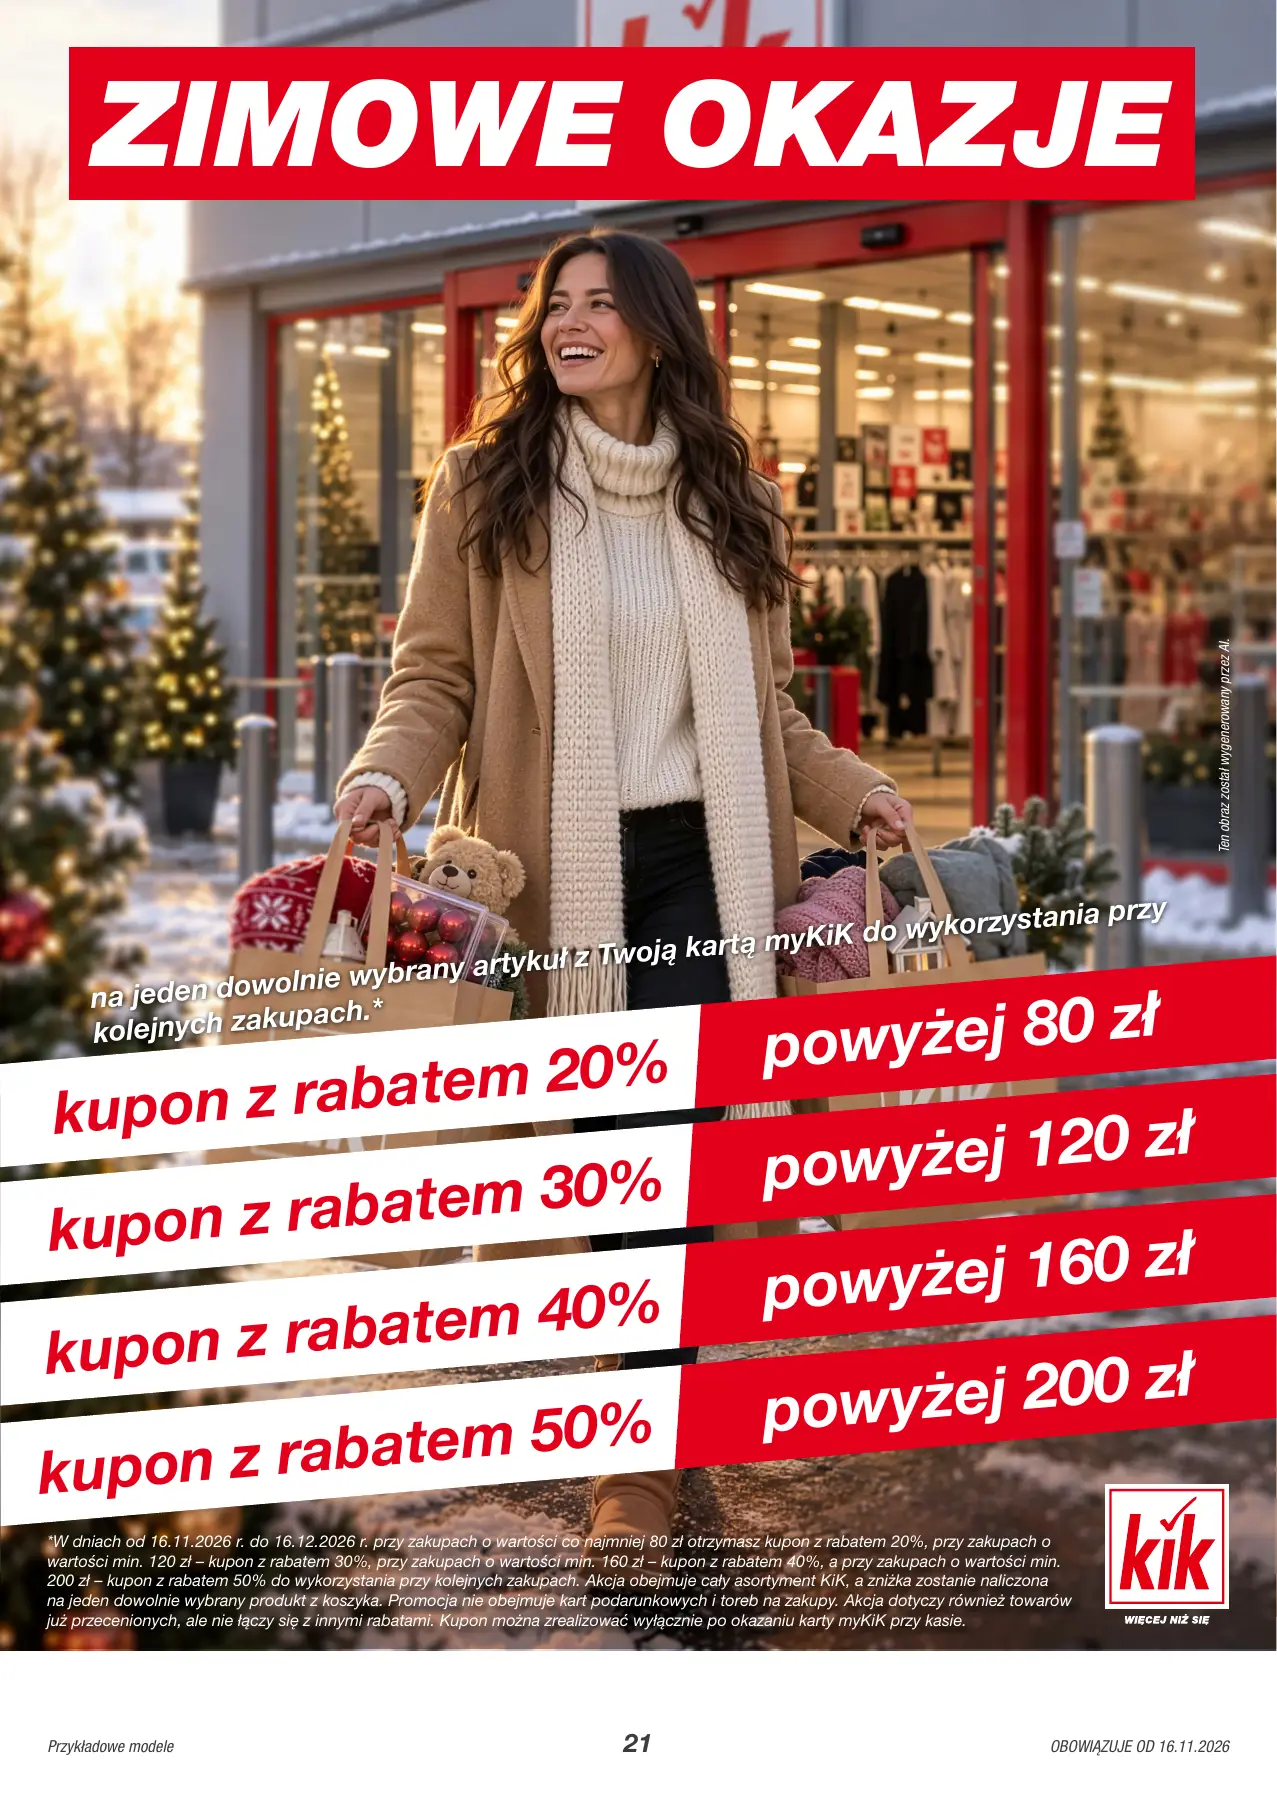 kik
ZIMOWE OKAZJE
Ten obraz został wygenerowany przez AI.
na jeden dowolnie wybrany artykuł z Twoją kartą myKiK do wykorzystania przy
kolejnych zakupach.*
kupon z rabatem 20% powyżej 80 zł
kupon z rabatem 30% powyżej 120 zł
kupon z rabatem 40% powyżej 160 zł
kupon z rabatem 50% powyżej 200 zł
*W dniach od 16.11.2026 r. do 16.12.2026 r. przy zakupach o wartości co najmniej 80 zł otrzymasz kupon z rabatem 20%, przy zakupach o
wartości min. 120 zł – kupon z rabatem 30%, przy zakupach o wartości min. 160 zł – kupon z rabatem 40%, a przy zakupach o wartości min.
200 zł – kupon z rabatem 50% do wykorzystania przy kolejnych zakupach. Akcja obejmuje cały asortyment KiK, a zniżka zostanie naliczona
na jeden dowolnie wybrany produkt z koszyka. Promocja nie obejmuje kart podarunkowych i toreb na zakupy. Akcja dotyczy również towarów
już przecenionych, ale nie łączy się z innymi rabatami. Kupon można zrealizować wyłącznie po okazaniu karty myKiK przy kasie.
kik
WIĘCEJ NIŻ SIĘ
Przykładowe modele
21
OBOWIĄZUJE OD 16.11.2026